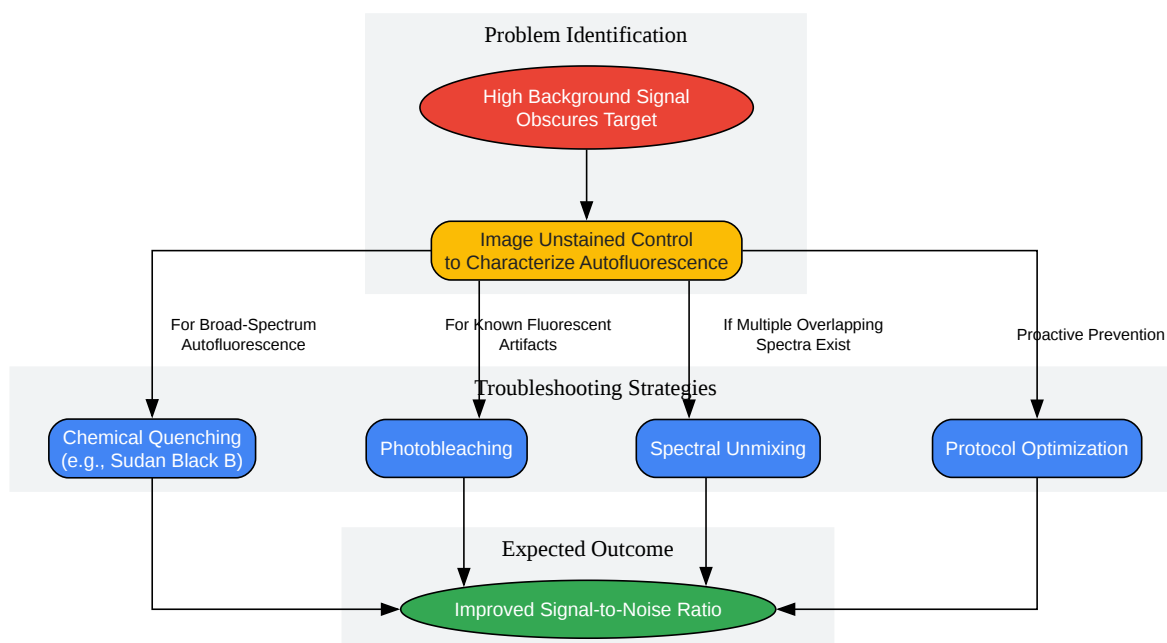 Problem Identification
High Background Signal
Obscures Target
Image Unstained Control
to Characterize Autofluorescence
For Broad-Spectrum
Autofluorescence
For Known Fluorescent
Artifacts
If Multiple Overlapping
Spectra Exist
Proactive Prevention
Troubleshooting Strategies
Chemical Quenching
(e.g., Sudan Black B)
Photobleaching
Spectral Unmixing
Protocol Optimization
Expected Outcome
Improved Signal-to-Noise Ratio